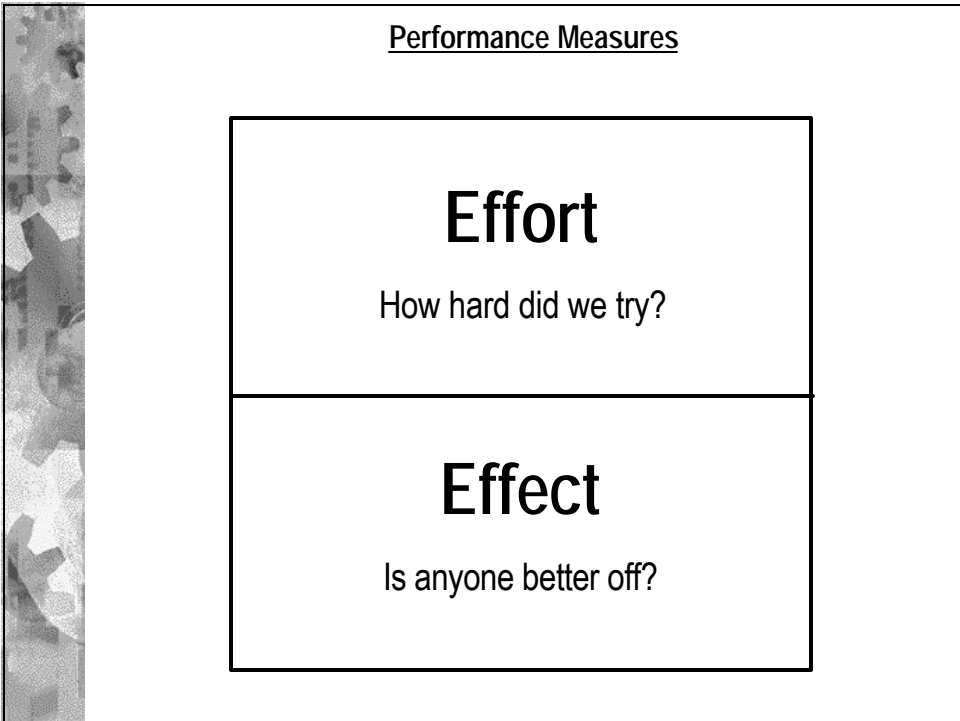 Performance Measures
Effort
How hard did we try?
Effect
Is anyone better off?